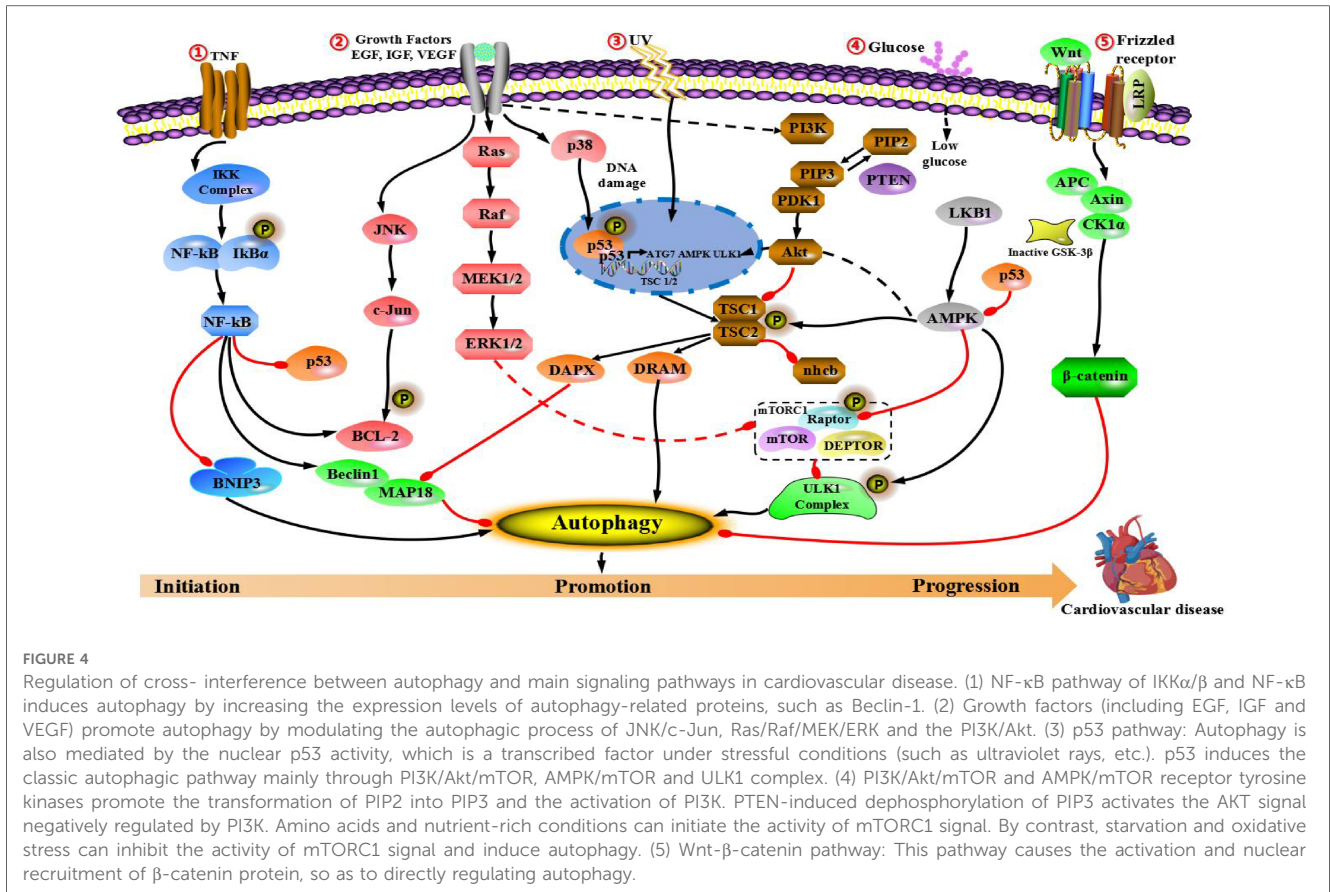 ① TNF
② Growth Factors
EGF, IGF, VEGF
③ UV
④ Glucose
⑤ Frizzled
receptor
Wnt
LRP
IKK
Complex
NF-kB
IkBα
P
NF-kB
p53
BNIP3
JNK
c-Jun
P
BCL-2
Beclin1
MAP18
Ras
Raf
MEK1/2
ERK1/2
p38
DNA
damage
P
p53
p53
ATG7 AMPK ULK1
TSC 1/2
PI3K
PIP2
PIP3
PTEN
PDK1
Akt
TSC1
TSC2
P
nhcb
DAPX
DRAM
Low
glucose
LKB1
p53
AMPK
mTORC1
P
Raptor
mTOR
DEPTOR
ULK1
Complex
P
APC
Axin
CK1α
Inactive GSK-3β
β-catenin
Autophagy
Initiation
Promotion
Progression
Cardiovascular disease
FIGURE 4
Regulation of cross- interference between autophagy and main signaling pathways in cardiovascular disease. (1) NF-κB pathway of IKKα/β and NF-κB
induces autophagy by increasing the expression levels of autophagy-related proteins, such as Beclin-1. (2) Growth factors (including EGF, IGF and
VEGF) promote autophagy by modulating the autophagic process of JNK/c-Jun, Ras/Raf/MEK/ERK and the PI3K/Akt. (3) p53 pathway: Autophagy is
also mediated by the nuclear p53 activity, which is a transcribed factor under stressful conditions (such as ultraviolet rays, etc.). p53 induces the
classic autophagic pathway mainly through PI3K/Akt/mTOR, AMPK/mTOR and ULK1 complex. (4) PI3K/Akt/mTOR and AMPK/mTOR receptor tyrosine
kinases promote the transformation of PIP2 into PIP3 and the activation of PI3K. PTEN-induced dephosphorylation of PIP3 activates the AKT signal
negatively regulated by PI3K. Amino acids and nutrient-rich conditions can initiate the activity of mTORC1 signal. By contrast, starvation and oxidative
stress can inhibit the activity of mTORC1 signal and induce autophagy. (5) Wnt-β-catenin pathway: This pathway causes the activation and nuclear
recruitment of β-catenin protein, so as to directly regulating autophagy.